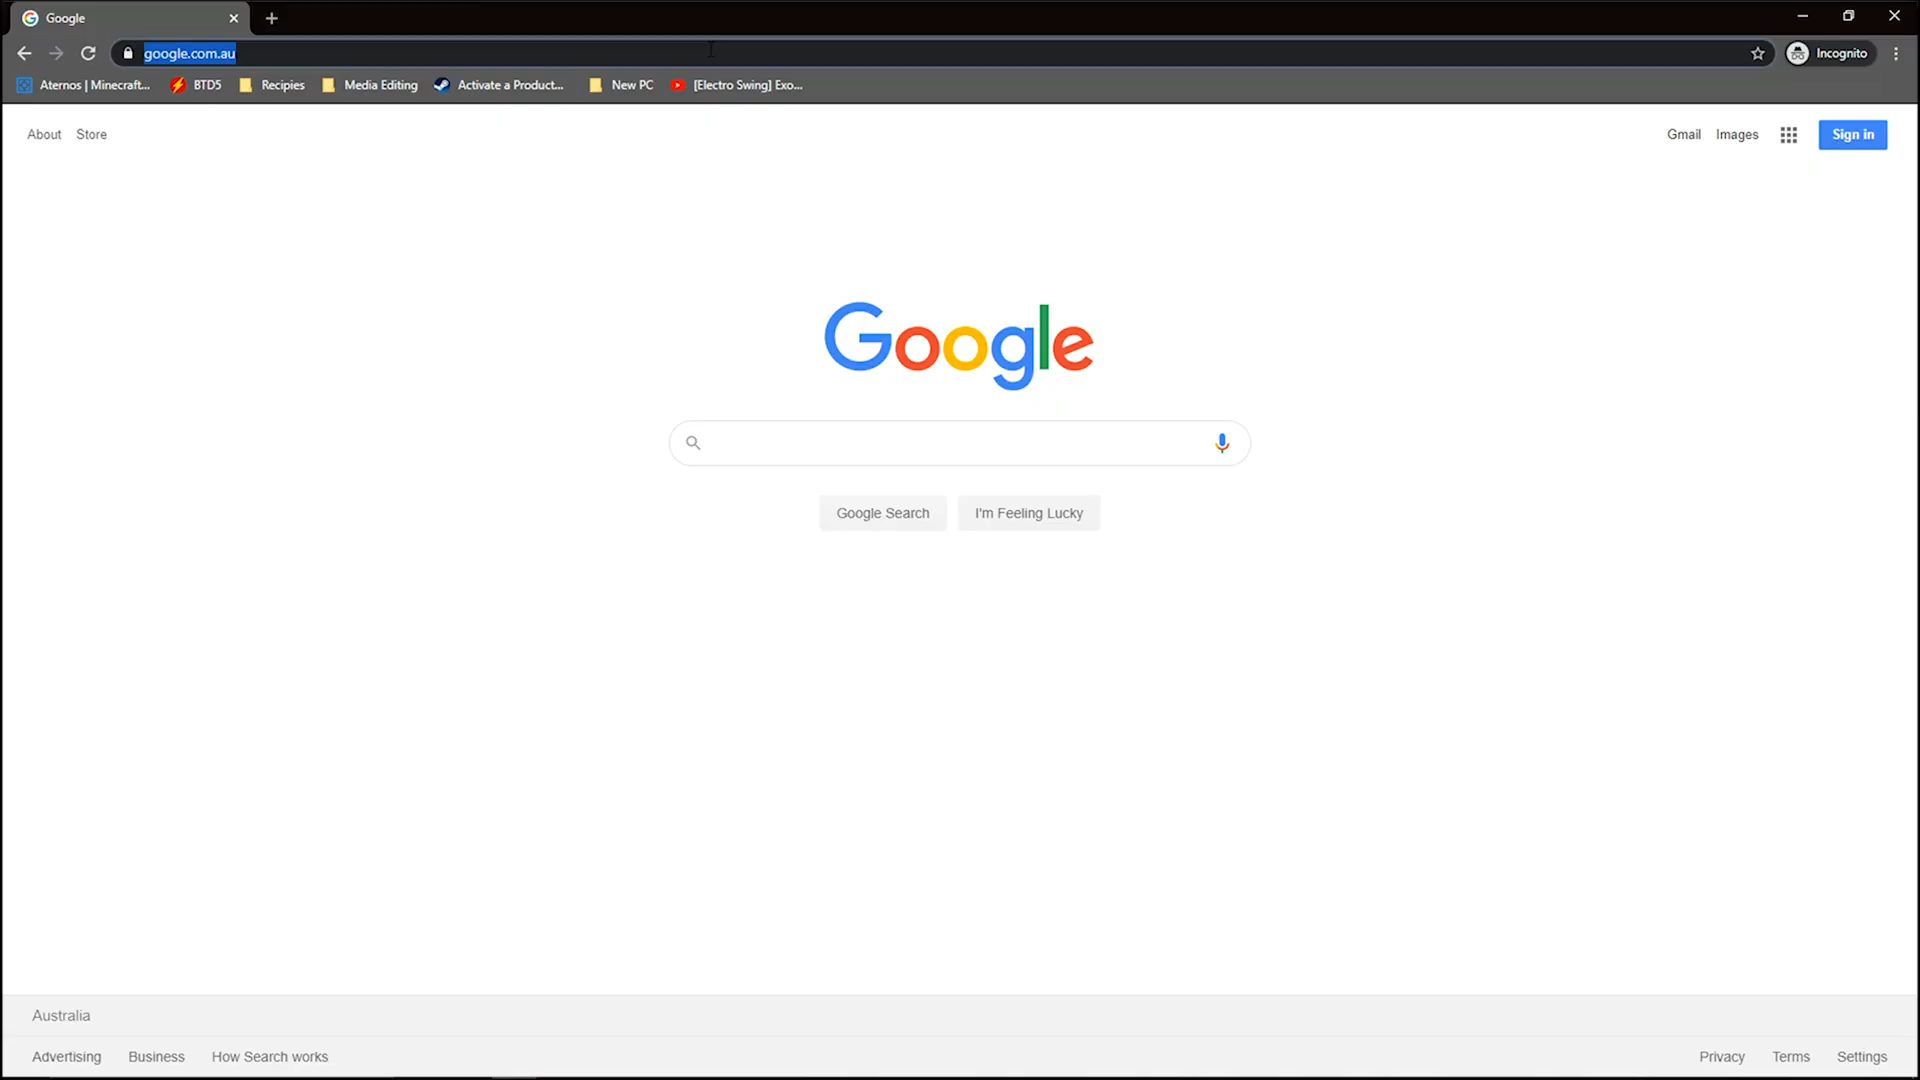 Google
google.com.au
Incognito
Aternos | Minecraft... BTD5 Recipies Media Editing Activate a Product... New PC [Electro Swing] Exo...
About Store
Gmail Images Sign in
Google
Google Search I'm Feeling Lucky
Australia
Advertising Business How Search works
Privacy Terms Settings